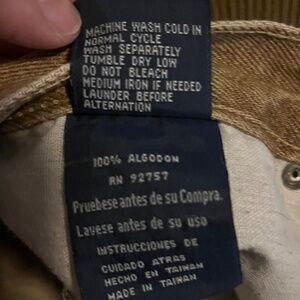 MACHINE WASH COLD IN
NORMAL CYCLE
WASH SEPARATELY
TUMBLE DRY LOW
DO NOT BLEACH
MEDIUM IRON IF NEEDED
LAUNDER BEFORE
ALTERNATION
100% ALGODON
RN 92757
Pruebese antes de su Compra.
Lavese antes de su uso
INSTRUCCIONES DE
CUIDADO ATRAS
HECHO EN TAIWAN
MADE IN TAIWAN